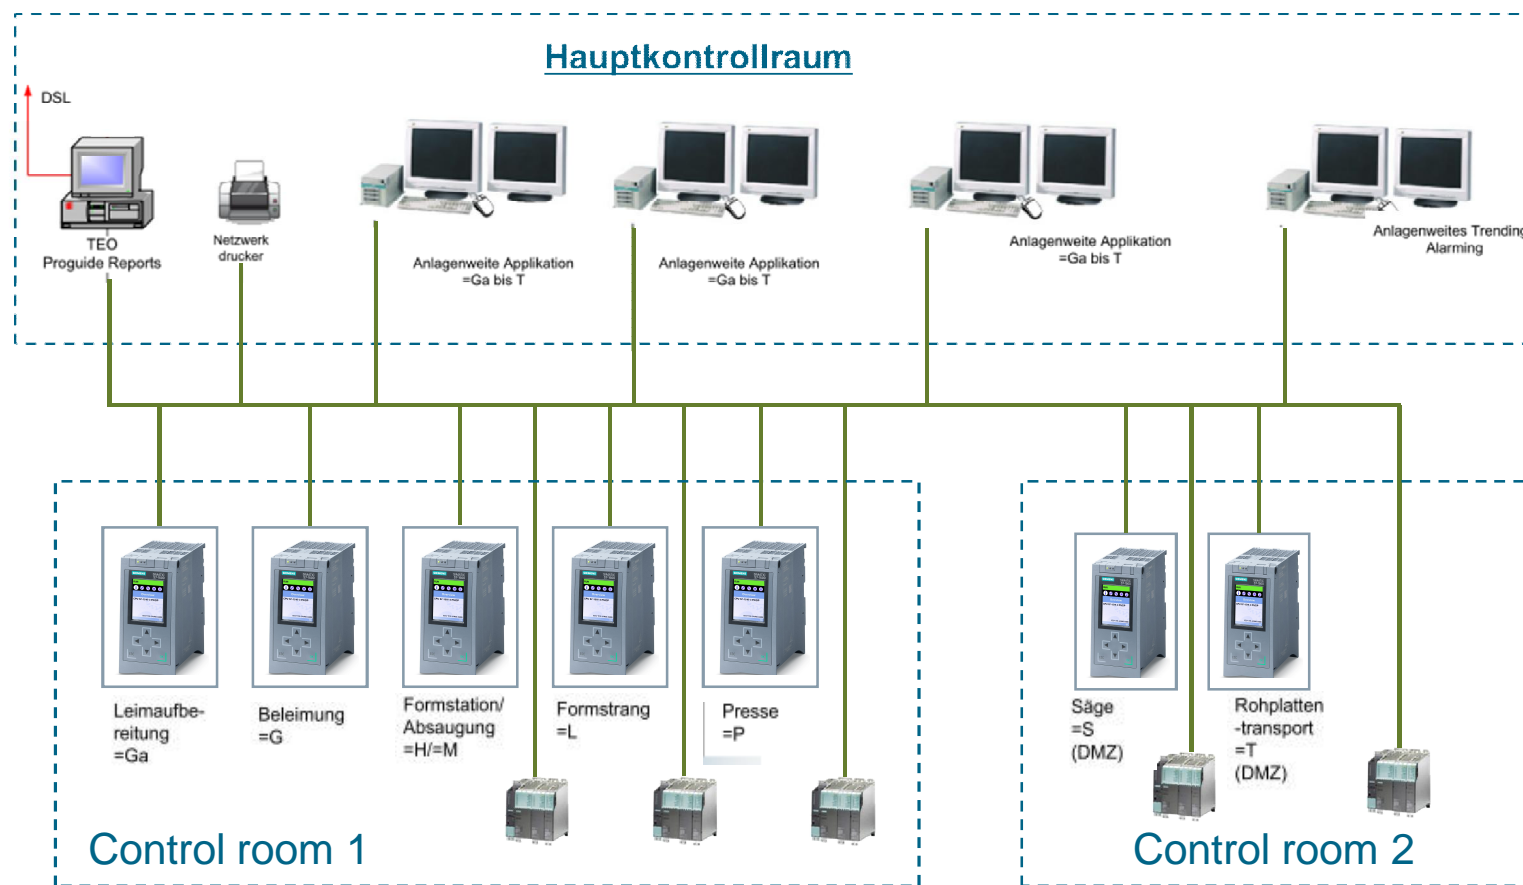 Hauptkontrollraum
DSL
TEO
Proguide Reports
Netzwerk
drucker
Anlagenweite Applikation
=Ga bis T
Anlagenweite Applikation
=Ga bis T
Anlagenweite Applikation
=Ga bis T
Anlagenweites Trending
Alarming
Leimaufbe-
reitung
=Ga
Beleimung
=G
Formstation/
Absaugung
=H/=M
Formstrang
=L
Presse
=P
Säge
=S
(DMZ)
Rohplatten
-transport
=T
(DMZ)
Control room 1
Control room 2